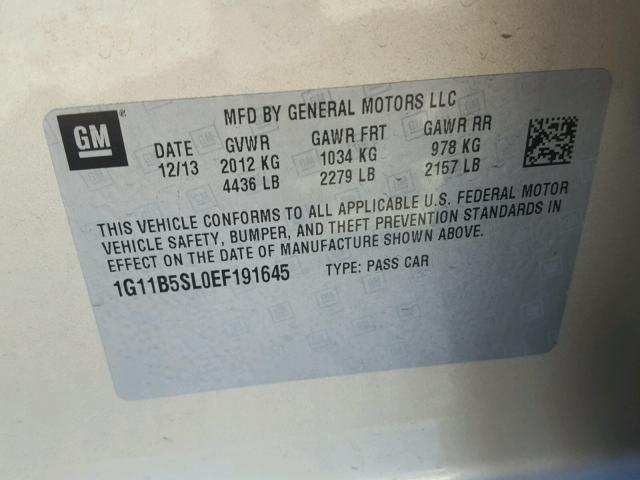 GM
MFD BY GENERAL MOTORS LLC
DATE GVWR GAWR FRT GAWR RR
12/13 2012 KG 1034 KG 978 KG
4436 LB 2279 LB 2157 LB
THIS VEHICLE CONFORMS TO ALL APPLICABLE U.S. FEDERAL MOTOR
VEHICLE SAFETY, BUMPER, AND THEFT PREVENTION STANDARDS IN
EFFECT ON THE DATE OF MANUFACTURE SHOWN ABOVE.
1G11B5SL0EF191645 TYPE: PASS CAR